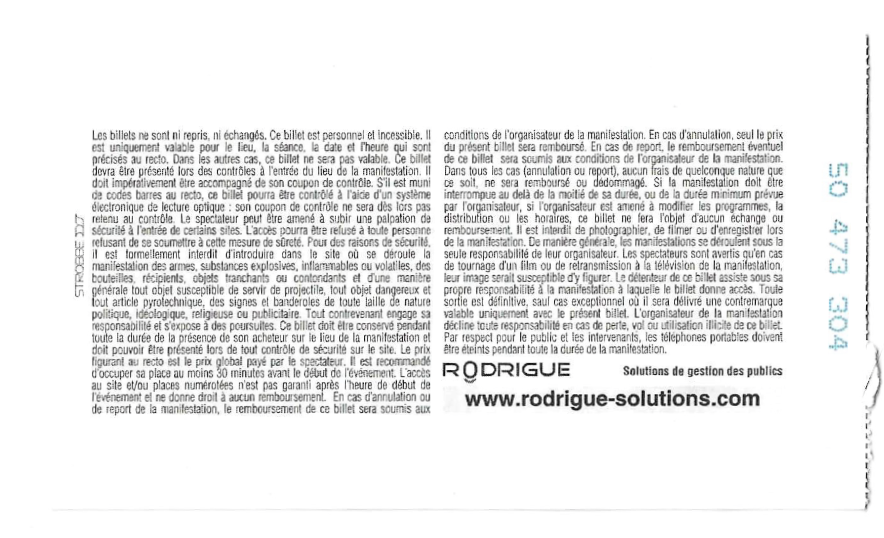 Les billets ne sont ni repris, ni échangés. Ce billet est personnel et incessible. Il
est uniquement valable pour le lieu, la séance, la date et l'heure qui sont
précisés au recto. Dans les autres cas, ce billet ne sera pas valable. Ce billet
devra être présenté lors des contrôles à l'entrée du lieu de la manifestation. Il
doit impérativement être accompagné de son coupon de contrôle. S'il est muni
de codes barres au recto, ce billet pourra être contrôlé à l'aide d'un système
électronique de lecture optique : son coupon de contrôle ne sera dès lors pas
retenu au contrôle. Le spectateur peut être amené à subir une palpation de
sécurité à l'entrée de certains sites. L'accès pourra être refusé à toute personne
refusant de se soumettre à cette mesure de sûreté. Pour des raisons de sécurité,
il est formellement interdit d'introduire dans le site où se déroule la
manifestation des armes, substances explosives, inflammables ou volatiles, des
bouteilles, récipients, objets tranchants ou contondants et d'une manière
générale tout objet susceptible de servir de projectile, tout objet dangereux et
tout article pyrotechnique, des signes et banderoles de toute taille de nature
politique, idéologique, religieuse ou publicitaire. Tout contrevenant engage sa
responsabilité et s'expose à des poursuites. Ce billet doit être conservé pendant
toute la durée de la présence de son acheteur sur le lieu de la manifestation et
doit pouvoir être présenté lors de tout contrôle de sécurité sur le site. Le prix
figurant au recto est le prix global payé par le spectateur. Il est recommandé
d'occuper sa place au moins 30 minutes avant le début de l'événement. L'accès
au site et/ou places numérotées n'est pas garanti après l'heure de début de
l'événement et ne donne droit à aucun remboursement. En cas d'annulation ou
de report de la manifestation, le remboursement de ce billet sera soumis aux
conditions de l'organisateur de la manifestation. En cas d'annulation, seul le prix
du présent billet sera remboursé. En cas de report, le remboursement éventuel
de ce billet sera soumis aux conditions de l'organisateur de la manifestation.
Dans tous les cas (annulation ou report), aucun frais de quelconque nature que
ce soit, ne sera remboursé ou dédommagé. Si la manifestation doit être
interrompue au delà de la moitié de sa durée, ou de la durée minimum prévue
par l'organisateur, si l'organisateur est amené à modifier les programmes, la
distribution ou les horaires, ce billet ne fera l'objet d'aucun échange ou
remboursement. Il est interdit de photographier, de filmer ou d'enregistrer lors
de la manifestation. De manière générale, les manifestations se déroulent sous la
seule responsabilité de leur organisateur. Les spectateurs sont avertis qu'en cas
de tournage d'un film ou de retransmission à la télévision de la manifestation,
leur image serait susceptible d'y figurer. Le détenteur de ce billet assiste sous sa
propre responsabilité à la manifestation à laquelle le billet donne accès. Toute
sortie est définitive, sauf cas exceptionnel où il sera délivré une contremarque
valable uniquement avec le présent billet. L'organisateur de la manifestation
décline toute responsabilité en cas de perte, vol ou utilisation illicite de ce billet.
Par respect pour le public et les intervenants, les téléphones portables doivent
être éteints pendant toute la durée de la manifestation.
RODRIGUE Solutions de gestion des publics
www.rodrigue-solutions.com
50 473 304